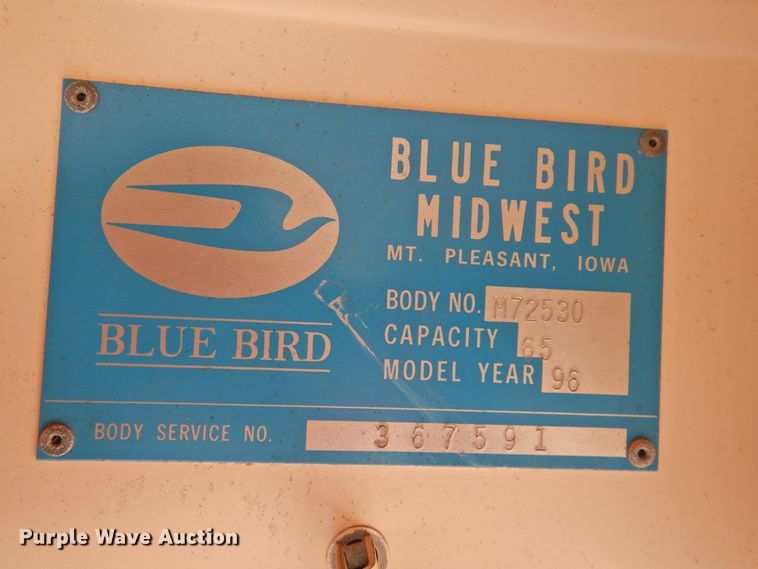 BLUE BIRD
MIDWEST
MT. PLEASANT, IOWA
BODY NO. M72530
CAPACITY 65
MODEL YEAR 96
BLUE BIRD
BODY SERVICE NO. 367591
Purple Wave Auction